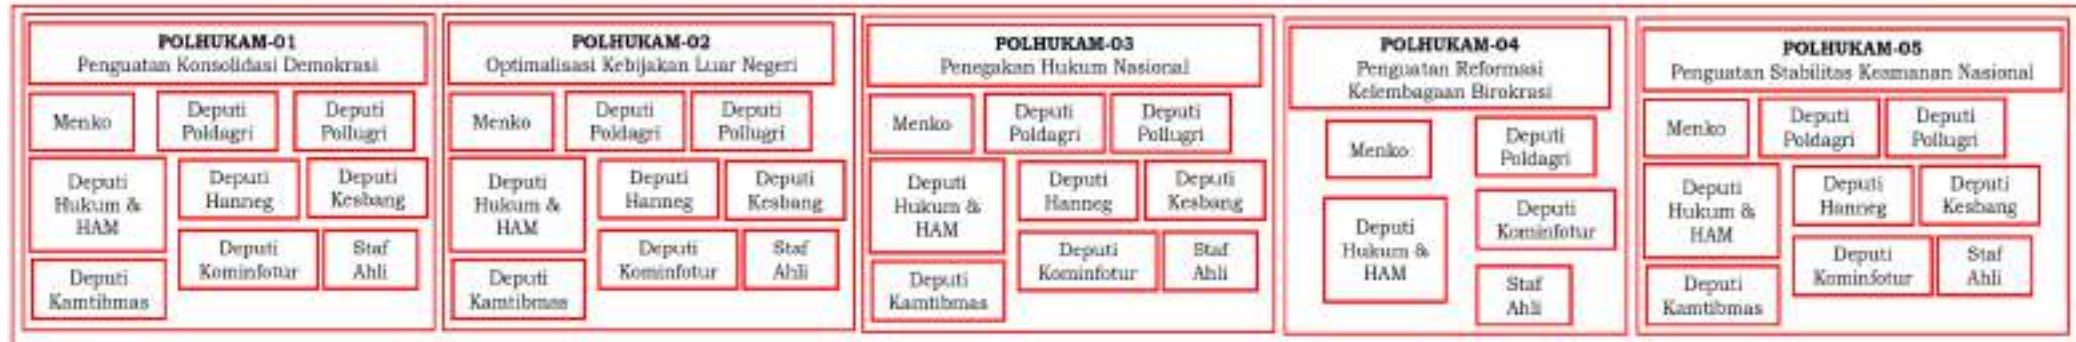 POLHUKAM-01
Penguatan Konsolidasi Demokrasi
Menko
Deputi
Poldagri
Deputi
Pollugri
Deputi
Hukum &
HAM
Deputi
Hanneg
Deputi
Kesbang
Deputi
Kominfotur
Staf
Ahli
Deputi
Kamtibmas
POLHUKAM-02
Optimalisasi Kebijakan Luar Negeri
Menko
Deputi
Poldagri
Deputi
Pollugri
Deputi
Hukum &
HAM
Deputi
Hanneg
Deputi
Kesbang
Deputi
Kominfotur
Staf
Ahli
Deputi
Kamtibmas
POLHUKAM-03
Penegakan Hukum Nasional
Menko
Deputi
Poldagri
Deputi
Pollugri
Deputi
Hukum &
HAM
Deputi
Hanneg
Deputi
Kesbang
Deputi
Kominfotur
Staf
Ahli
Deputi
Kamtibmas
POLHUKAM-04
Penguatan Reformasi
Kelembagaan Birokrasi
Menko
Deputi
Poldagri
Deputi
Hukum &
HAM
Deputi
Kominfotur
Staf
Ahli
POLHUKAM-05
Penguatan Stabilitas Keamanan Nasional
Menko
Deputi
Poldagri
Deputi
Pollugri
Deputi
Hukum &
HAM
Deputi
Hanneg
Deputi
Kesbang
Deputi
Kominfotur
Staf
Ahli
Deputi
Kamtibmas